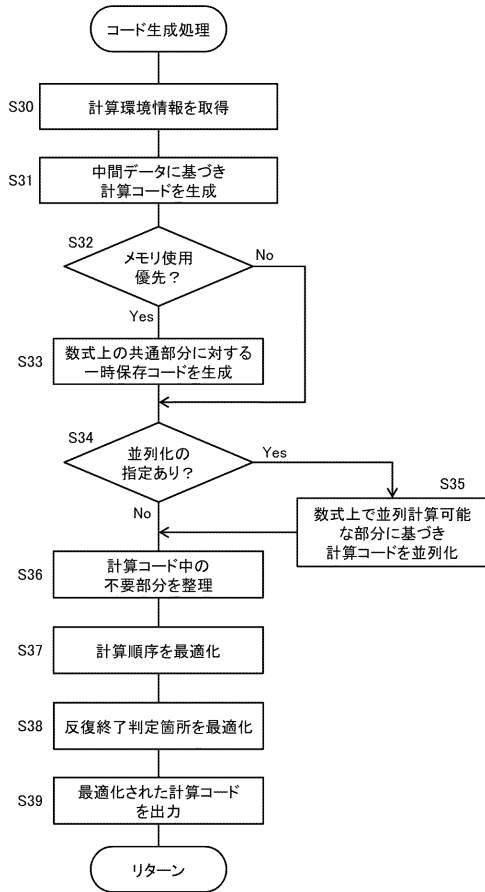 コード生成処理
S30
計算環境情報を取得
S31
中間データに基づき
計算コードを生成
S32
メモリ使用
優先？
No
Yes
S33
数式上の共通部分に対する
一時保存コードを生成
S34
並列化の
指定あり？
Yes
No
S35
数式上で並列計算可能
な部分に基づき
計算コードを並列化
S36
計算コード中の
不要部分を整理
S37
計算順序を最適化
S38
反復終了判定箇所を最適化
S39
最適化された計算コード
を出力
リターン